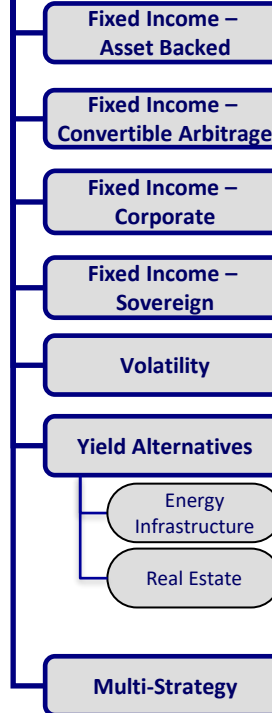 Fixed Income –
Asset Backed
Fixed Income –
Convertible Arbitrage
Fixed Income –
Corporate
Fixed Income –
Sovereign
Volatility
Yield Alternatives
Energy
Infrastructure
Real Estate
Multi-Strategy